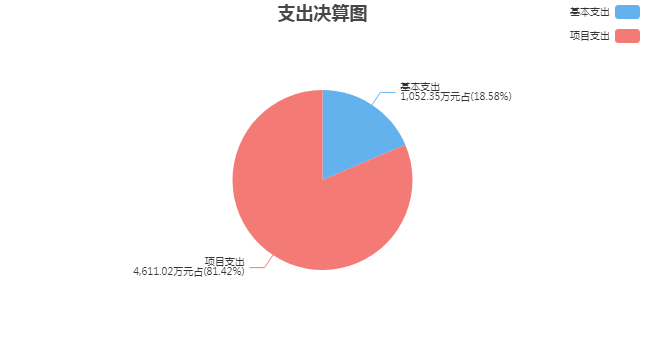 支出决算图
基本支出
项目支出
基本支出
1,052.35万元占(18.58%)
项目支出
4,611.02万元占(81.42%)